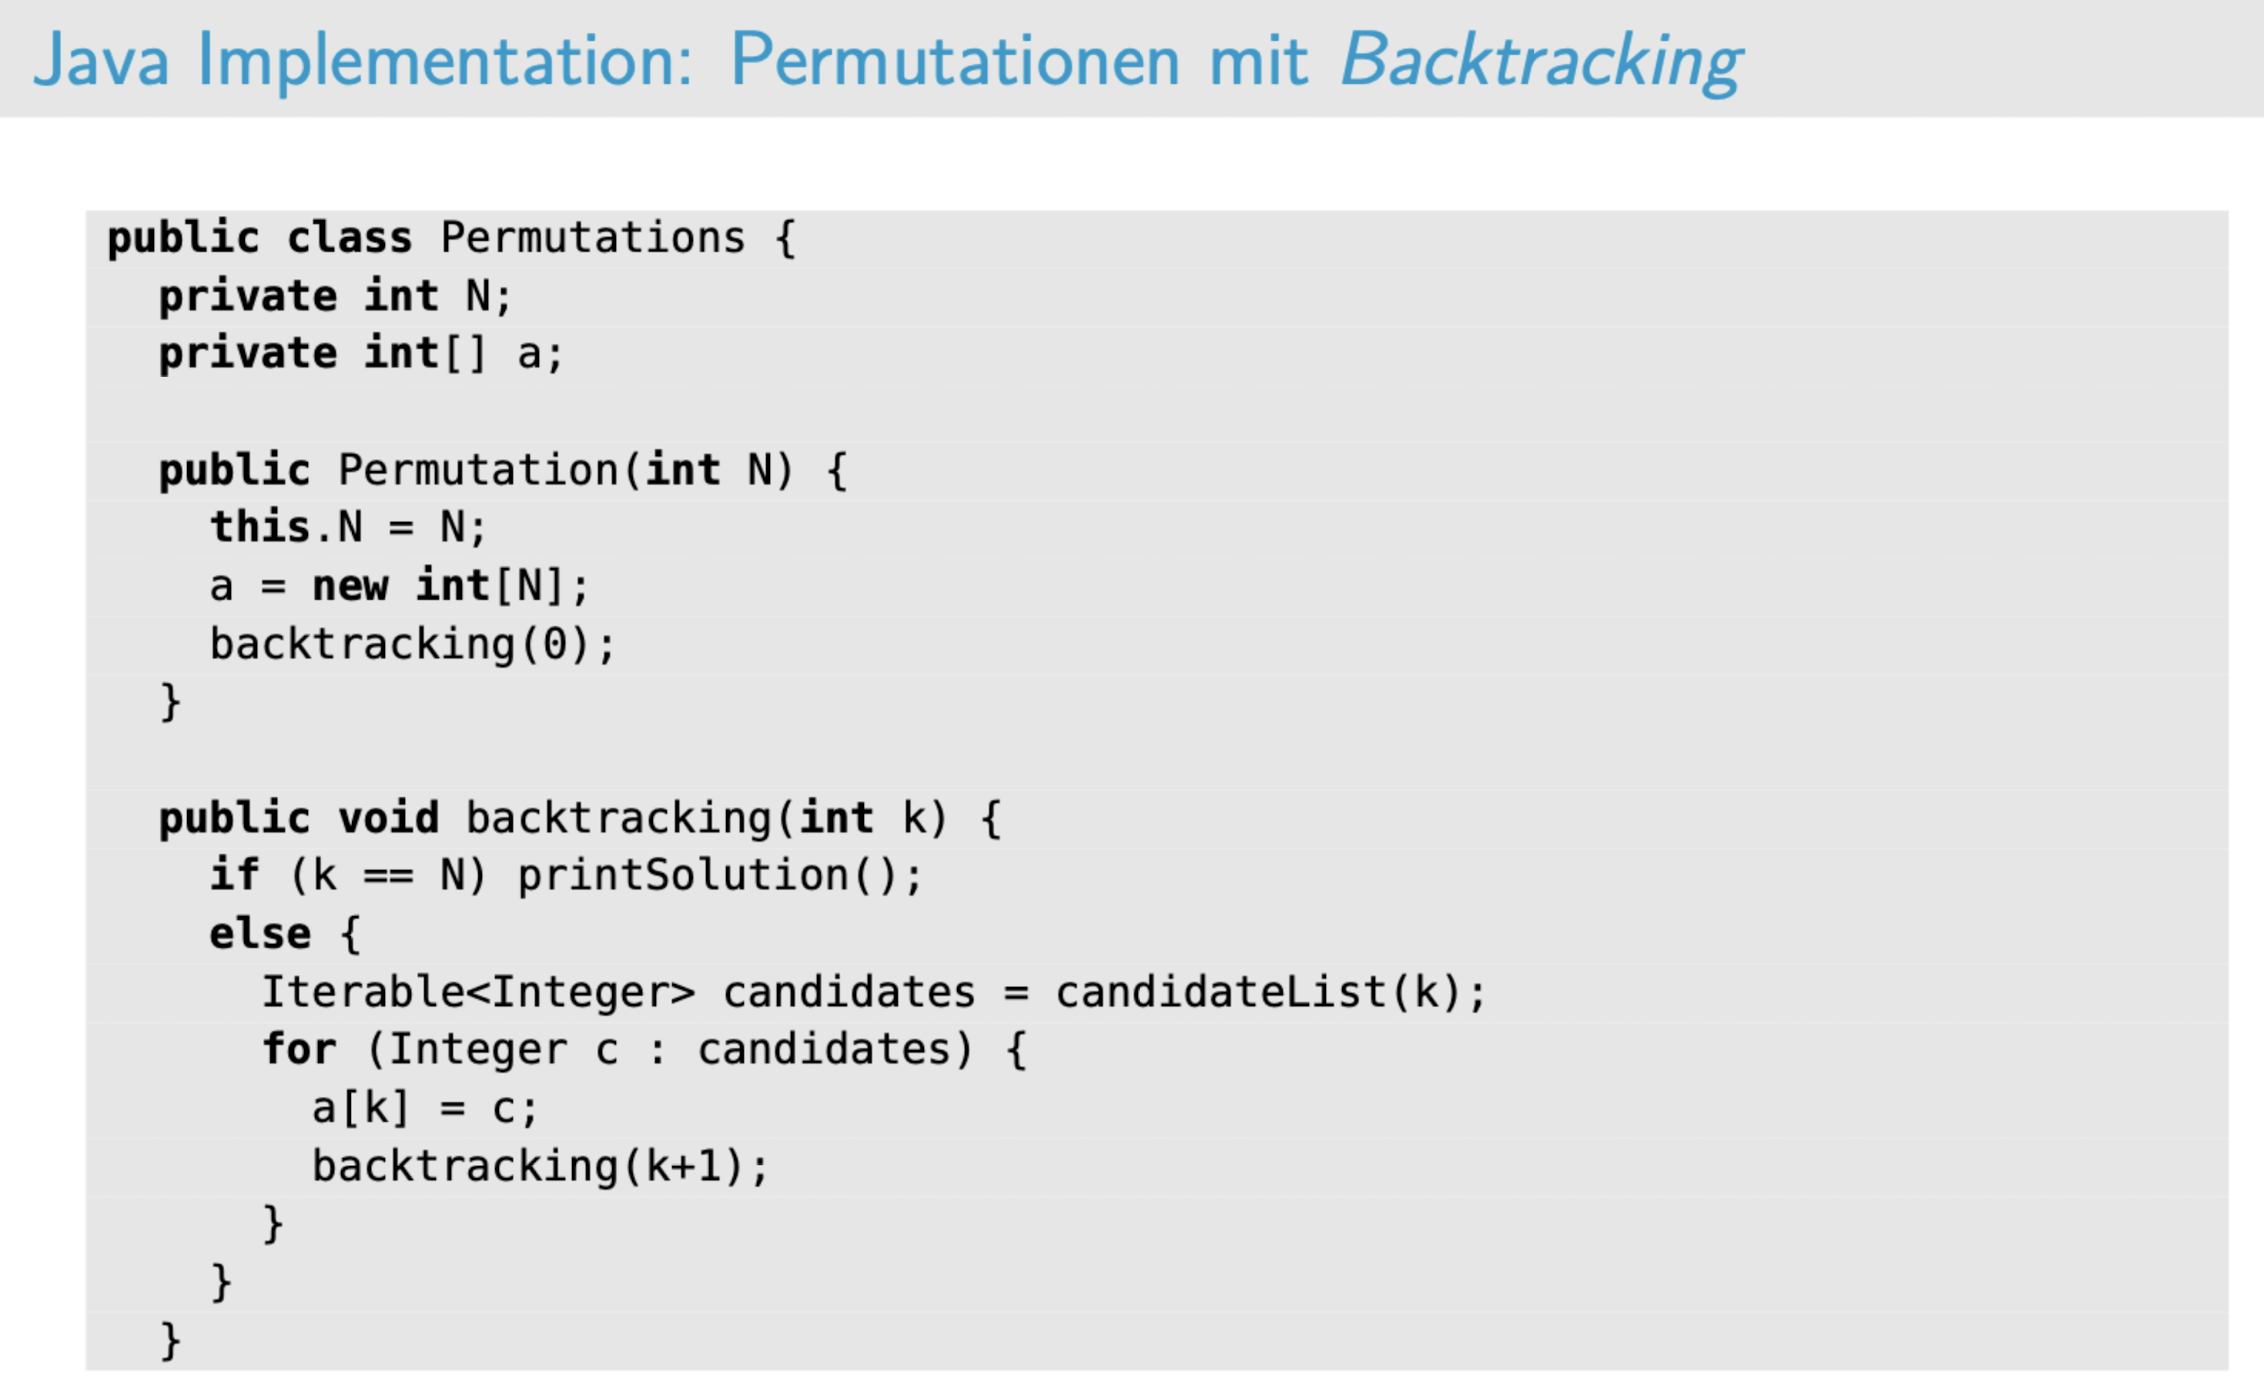 Java Implementation: Permutationen mit Backtracking
public class Permutations {
  private int N;
  private int[] a;

  public Permutation(int N) {
    this.N = N;
    a = new int[N];
    backtracking(0);
  }

  public void backtracking(int k) {
    if (k == N) printSolution();
    else {
      Iterable<Integer> candidates = candidateList(k);
      for (Integer c : candidates) {
        a[k] = c;
        backtracking(k+1);
      }
    }
  }